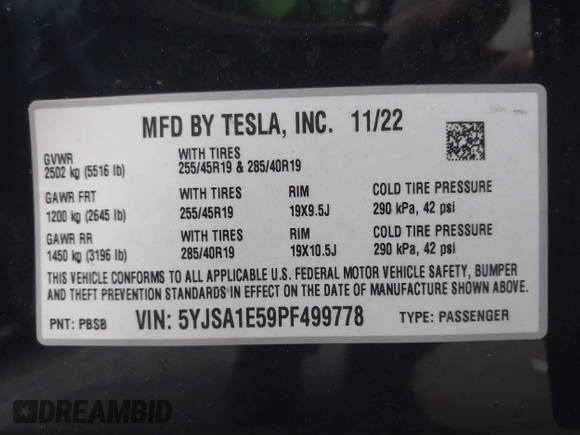 MFD BY TESLA, INC. 11/22
GVWR WITH TIRES
2502 kg (5516 lb) 255/45R19 & 285/40R19
GAWR FRT WITH TIRES RIM COLD TIRE PRESSURE
1200 kg (2645 lb) 255/45R19 19X9.5J 290 kPa, 42 psi
GAWR RR WITH TIRES RIM COLD TIRE PRESSURE
1450 kg (3196 lb) 285/40R19 19X10.5J 290 kPa, 42 psi
THIS VEHICLE CONFORMS TO ALL APPLICABLE U.S. FEDERAL MOTOR VEHICLE SAFETY, BUMPER
AND THEFT PREVENTION STANDARDS IN EFFECT ON THE DATE OF MANUFACTURE SHOWN ABOVE.
PNT: PBSB VIN: 5YJSA1E59PF499778 TYPE: PASSENGER
DREAMBID